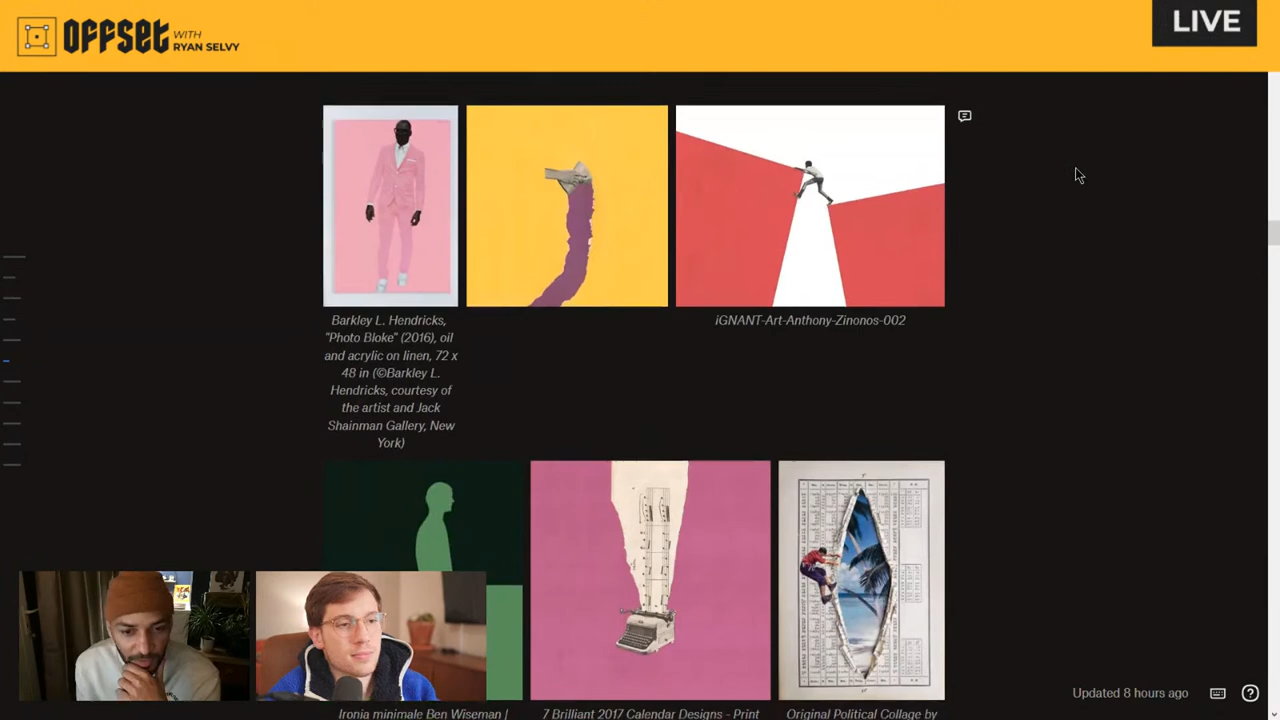 OFFSET
WITH
RYAN SELVY
LIVE
Barkley L. Hendricks,
"Photo Bloke" (2016), oil
and acrylic on linen, 72 x
48 in (©Barkley L.
Hendricks, courtesy of
the artist and Jack
Shainman Gallery, New
York)
iGNANT-Art-Anthony-Zinonos-002
Updated 8 hours ago
Ironia minimale Ben Wiseman |
7 Brilliant 2017 Calendar Designs - Print
Original Political Collage by